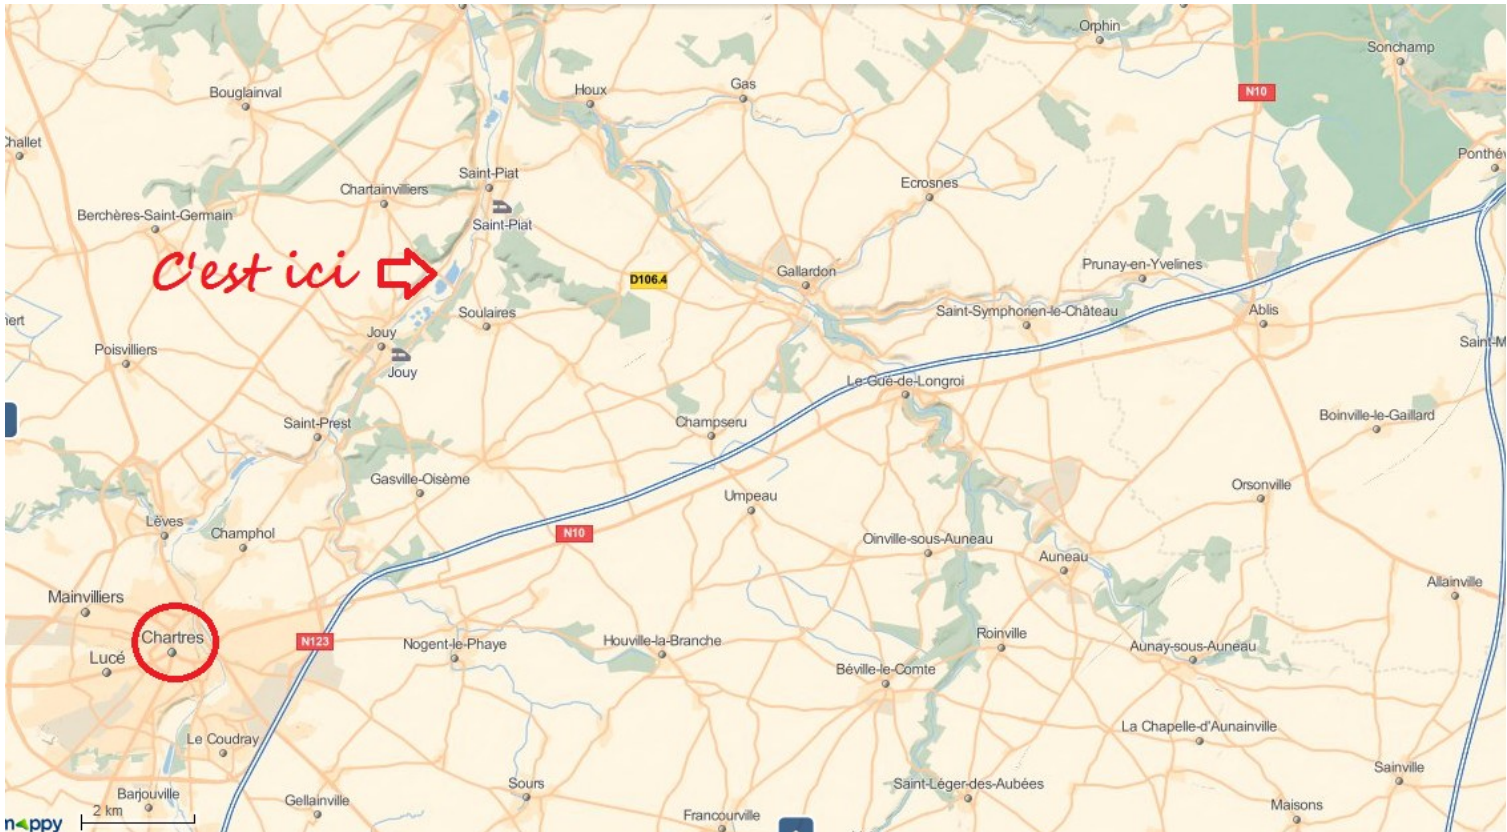 Orphin
Sonchamp
Gas
Houx
N10
Bouglainval
Challet
Ponthév
Saint-Piat
Ecrosnes
Chartainvilliers
Berchères-Saint-Germain
Saint-Piat
C'est ici
Gallardon
Prunay-en-Yvelines
D106.4
Soulaires
Saint-Symphorien-le-Château
Ablis
Jouy
Saint-M
Poisvilliers
Jouy
Le-Gué-de-Longroi
Boinville-le-Gaillard
Saint-Prest
Champseru
Gasville-Oisème
Orsonville
Umpeau
Lèves
Champhol
N10
Oinville-sous-Auneau
Auneau
Allainville
Mainvilliers
Chartres
N123
Nogent-le-Phaye
Houville-la-Branche
Roinville
Aunay-sous-Auneau
Lucé
Béville-le-Comte
Le Coudray
La Chapelle-d'Aunainville
Sainville
Sours
Saint-Léger-des-Aubées
Barjouville
Gellainville
Maisons
2 km
Francourville
mappy